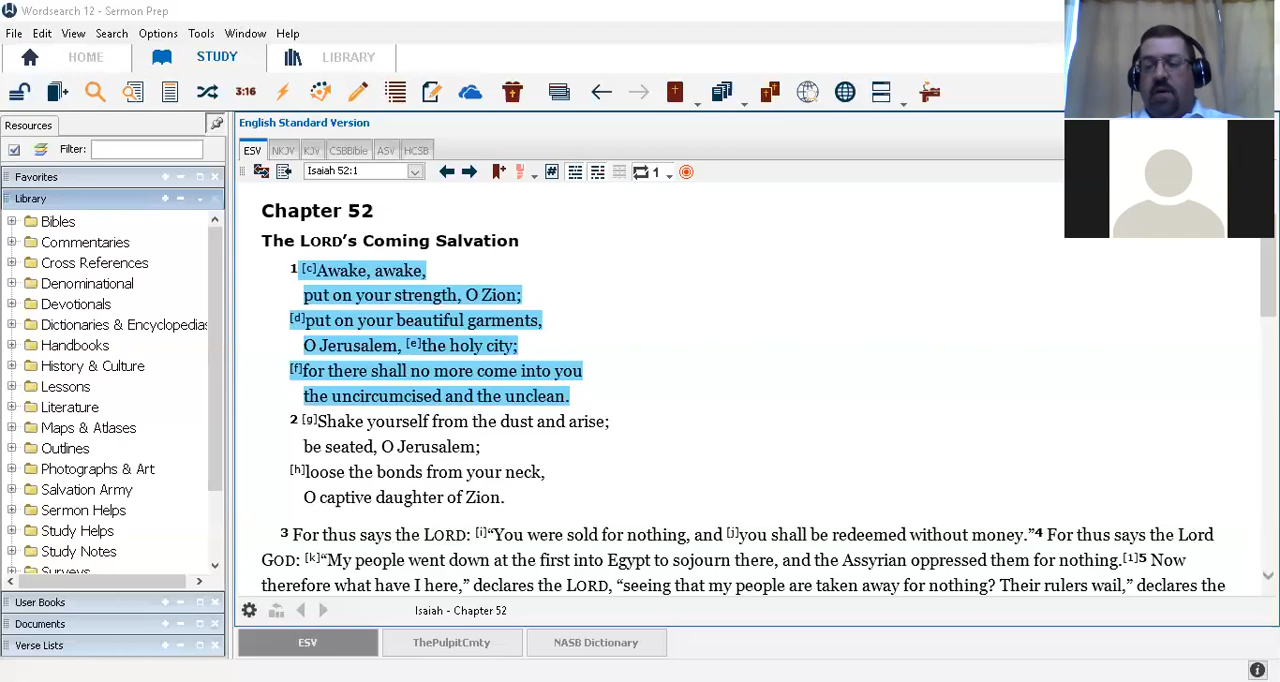 Wordsearch 12 - Sermon Prep
File Edit View Search Options Tools Window Help
HOME STUDY LIBRARY
3:16
Resources
English Standard Version
Filter:
ESV NKJV KJV CSBBible ASV HCSB
Isaiah 52:1
# 1
Favorites
Library
Bibles
Commentaries
Cross References
Denominational
Devotionals
Dictionaries & Encyclopedias
Handbooks
History & Culture
Lessons
Literature
Maps & Atlases
Outlines
Photographs & Art
Salvation Army
Sermon Helps
Study Helps
Study Notes
Surveys
User Books
Documents
Verse Lists
Chapter 52
The LORD's Coming Salvation
1 [c]Awake, awake,
put on your strength, O Zion;
[d]put on your beautiful garments,
O Jerusalem, [e]the holy city;
[f]for there shall no more come into you
the uncircumcised and the unclean.
2 [g]Shake yourself from the dust and arise;
be seated, O Jerusalem;
[h]loose the bonds from your neck,
O captive daughter of Zion.
3 For thus says the LORD: [i]“You were sold for nothing, and [j]you shall be redeemed without money.”4 For thus says the Lord
GOD: [k]“My people went down at the first into Egypt to sojourn there, and the Assyrian oppressed them for nothing.[1]5 Now
therefore what have I here,” declares the LORD, “seeing that my people are taken away for nothing? Their rulers wail,” declares the
Isaiah - Chapter 52
ESV ThePulpitCmty NASB Dictionary